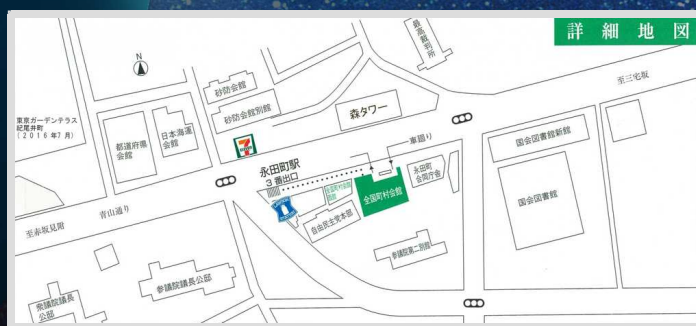 詳細地図
最高裁判所
至三宅坂
N
砂防会館
砂防会館別館
森タワー
東京ガーデンテラス
紀尾井町
(2016年7月)
都道府県
会館
日本海運
会館
7
車廻り
国会図書館新館
永田町駅
3番出口
永田町
合同庁舎
全国町村会館
国会図書館
自由民主党本部
青山通り
至赤坂見附
参議院第二別館
参議院議長公邸
衆議院議長
公邸